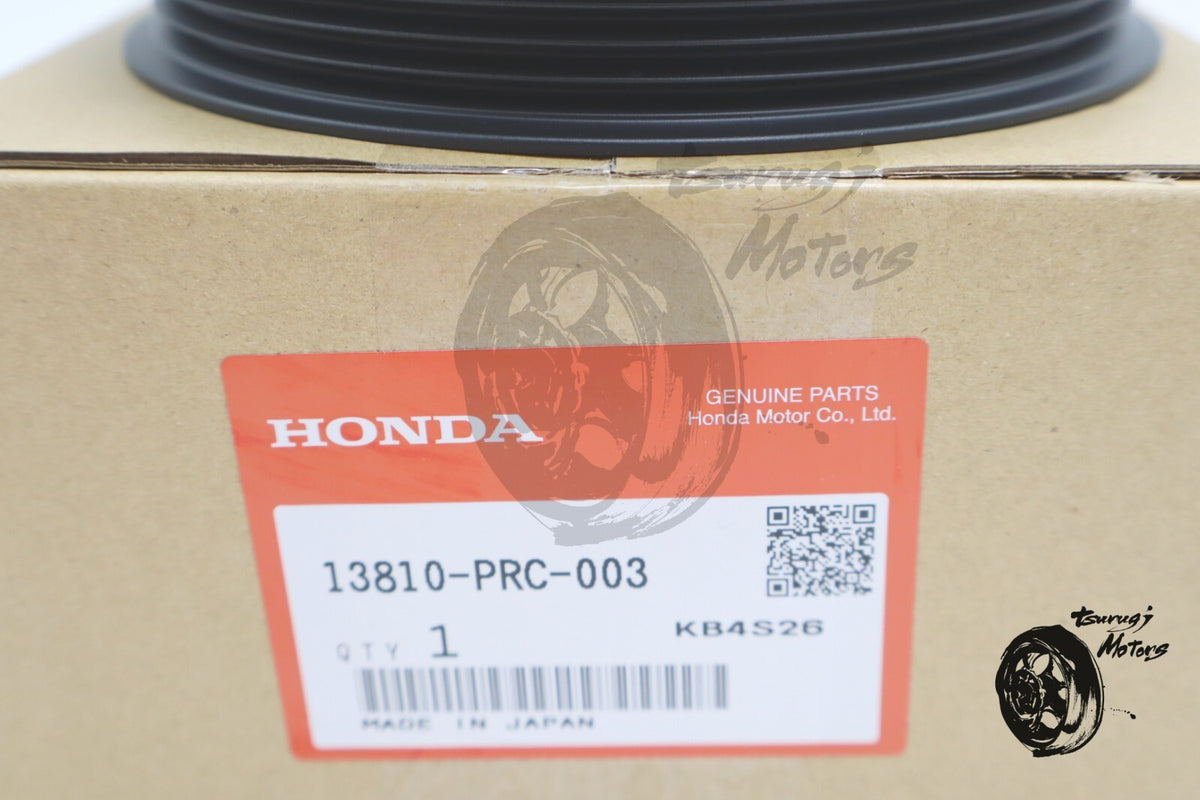 tsurugi
Motors
HONDA
GENUINE PARTS
Honda Motor Co., Ltd.
13810-PRC-003
QTY 1
KB4S26
MADE IN JAPAN
tsurugi
Motors